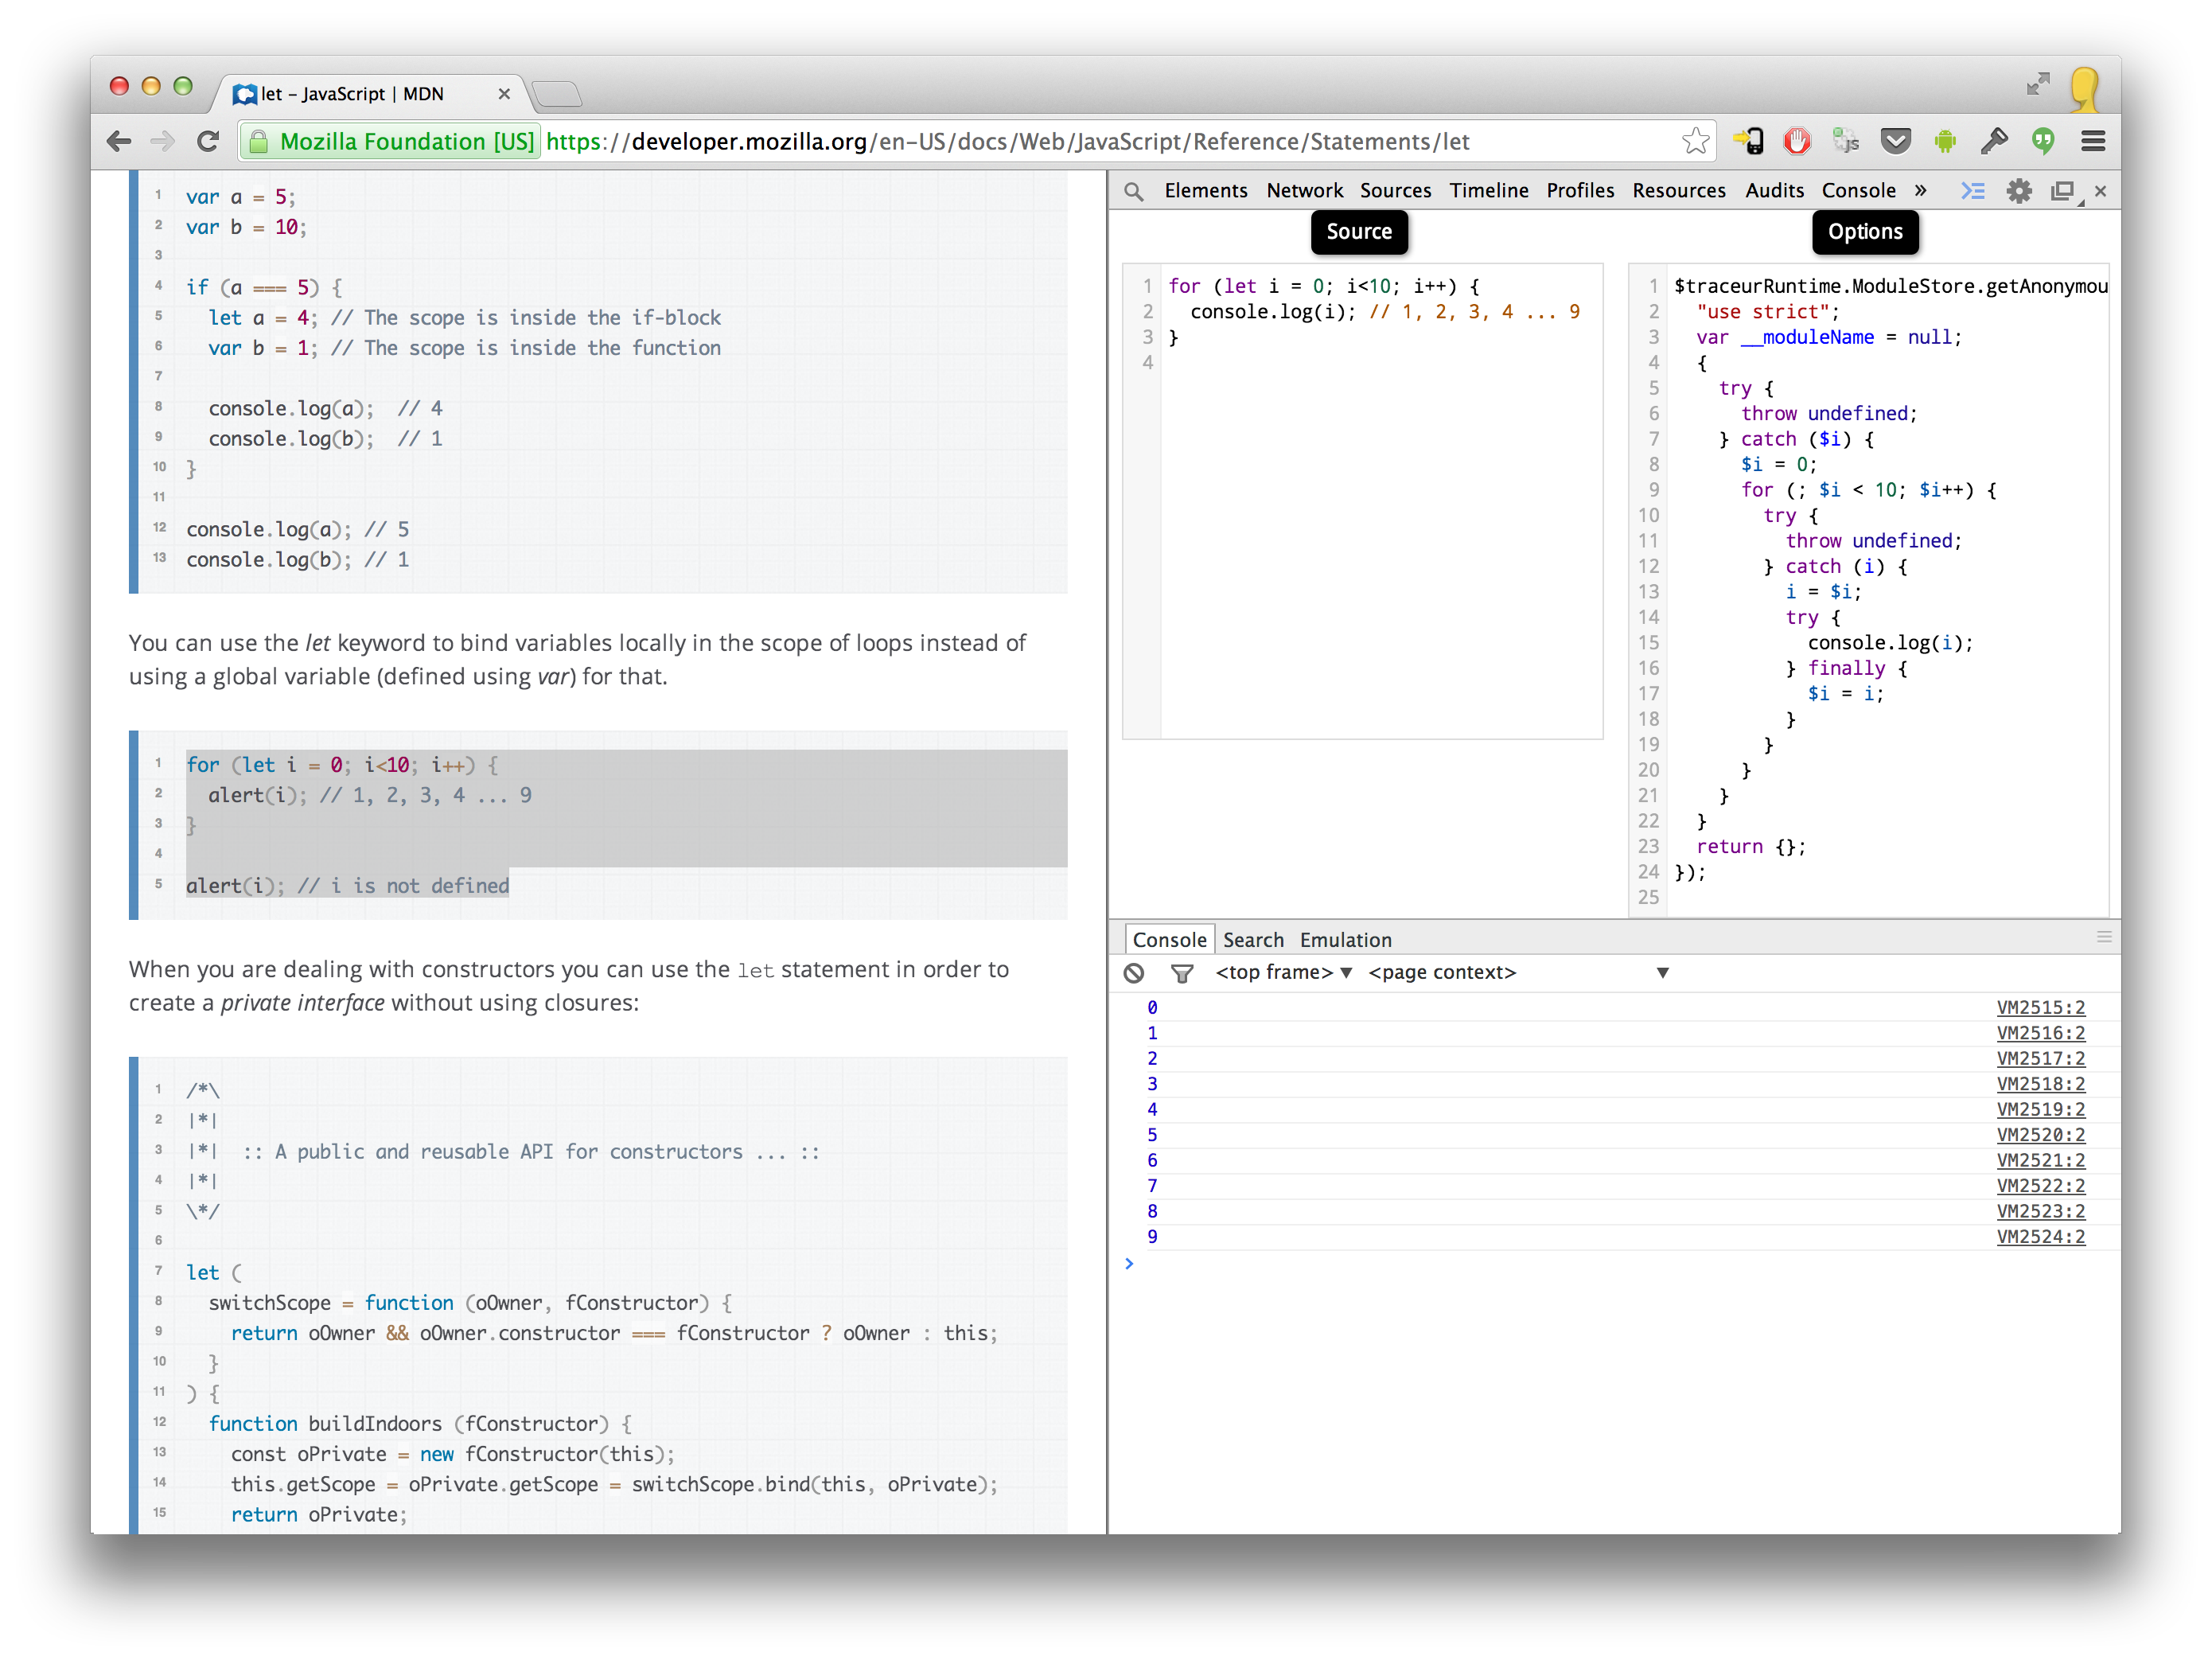 let – JavaScript | MDN
Mozilla Foundation [US] https://developer.mozilla.org/en-US/docs/Web/JavaScript/Reference/Statements/let
1 var a = 5;
2 var b = 10;
3
4 if (a === 5) {
5 let a = 4; // The scope is inside the if-block
6 var b = 1; // The scope is inside the function
7
8 console.log(a); // 4
9 console.log(b); // 1
10 }
11
12 console.log(a); // 5
13 console.log(b); // 1
You can use the let keyword to bind variables locally in the scope of loops instead of
using a global variable (defined using var) for that.
1 for (let i = 0; i<10; i++) {
2 alert(i); // 1, 2, 3, 4 ... 9
3 }
4
5 alert(i); // i is not defined
When you are dealing with constructors you can use the let statement in order to
create a private interface without using closures:
1 /*\
2 |*|
3 |*| :: A public and reusable API for constructors ... ::
4 |*|
5 \*/
6
7 let (
8 switchScope = function (oOwner, fConstructor) {
9 return oOwner && oOwner.constructor === fConstructor ? oOwner : this;
10 }
11 ) {
12 function buildIndoors (fConstructor) {
13 const oPrivate = new fConstructor(this);
14 this.getScope = oPrivate.getScope = switchScope.bind(this, oPrivate);
15 return oPrivate;
Elements Network Sources Timeline Profiles Resources Audits Console »
Source
1 for (let i = 0; i<10; i++) {
2 console.log(i); // 1, 2, 3, 4 ... 9
3 }
4
Options
1 $traceurRuntime.ModuleStore.getAnonymou
2 "use strict";
3 var __moduleName = null;
4 {
5 try {
6 throw undefined;
7 } catch ($i) {
8 $i = 0;
9 for (; $i < 10; $i++) {
10 try {
11 throw undefined;
12 } catch (i) {
13 i = $i;
14 try {
15 console.log(i);
16 } finally {
17 $i = i;
18 }
19 }
20 }
21 }
22 }
23 return {};
24 });
25
Console Search Emulation
<top frame> ▼ <page context> ▼
0 VM2515:2
1 VM2516:2
2 VM2517:2
3 VM2518:2
4 VM2519:2
5 VM2520:2
6 VM2521:2
7 VM2522:2
8 VM2523:2
9 VM2524:2
>